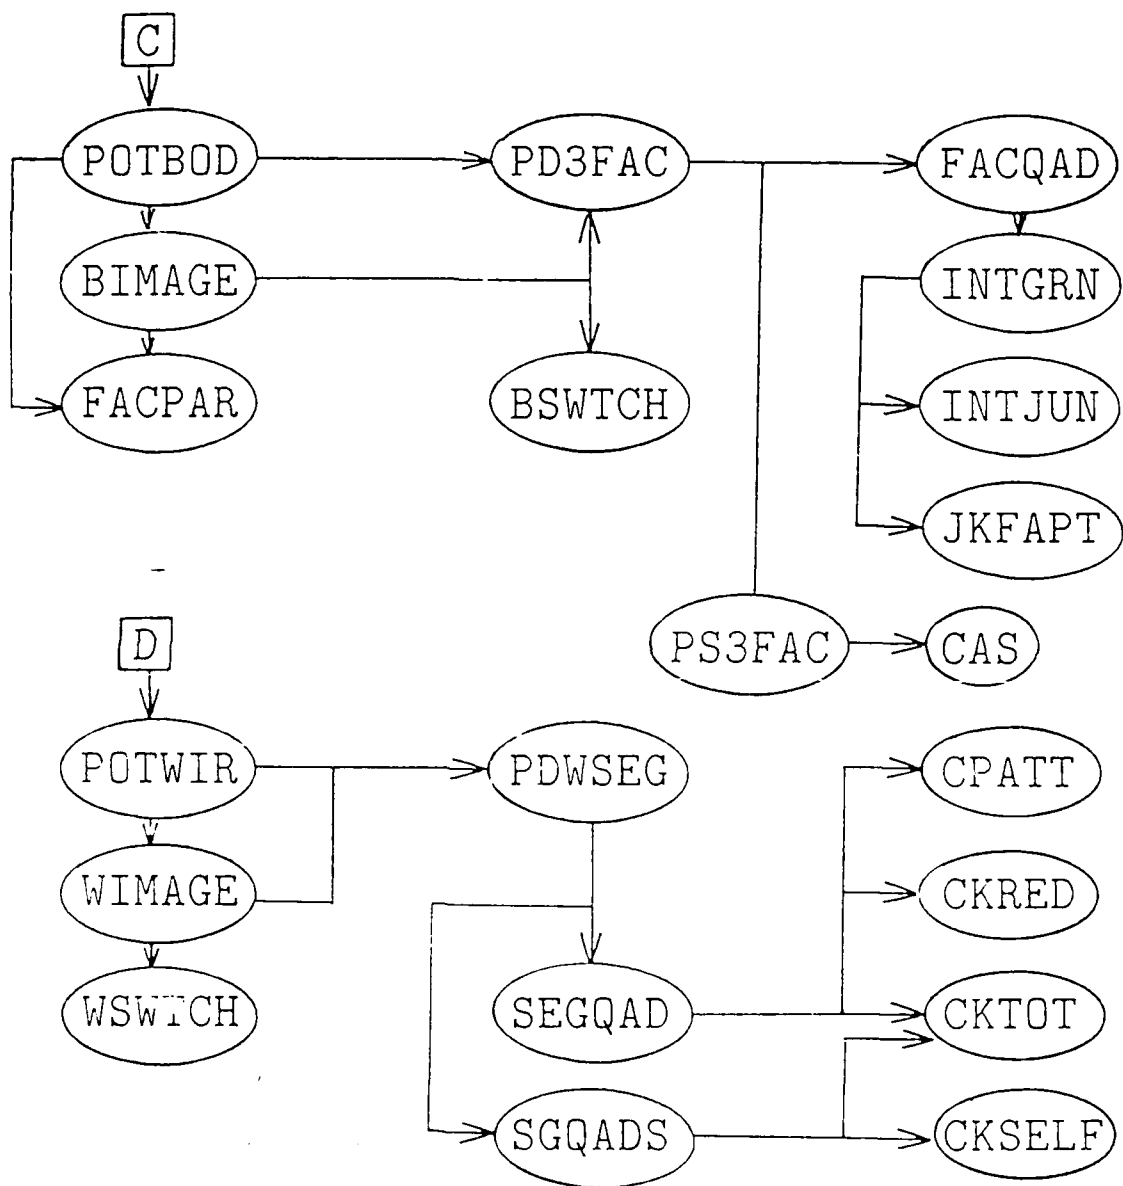 C
POTBOD
PD3FAC
FACQAD
BIMAGE
INTGRN
FACPAR
BSWTCH
INTJUN
JKFAPT
PS3FAC
CAS
D
POTWIR
PDWSEG
CPATT
WIMAGE
CKRED
WSWTCH
SEGQAD
CKTOT
SGQADS
CKSELF